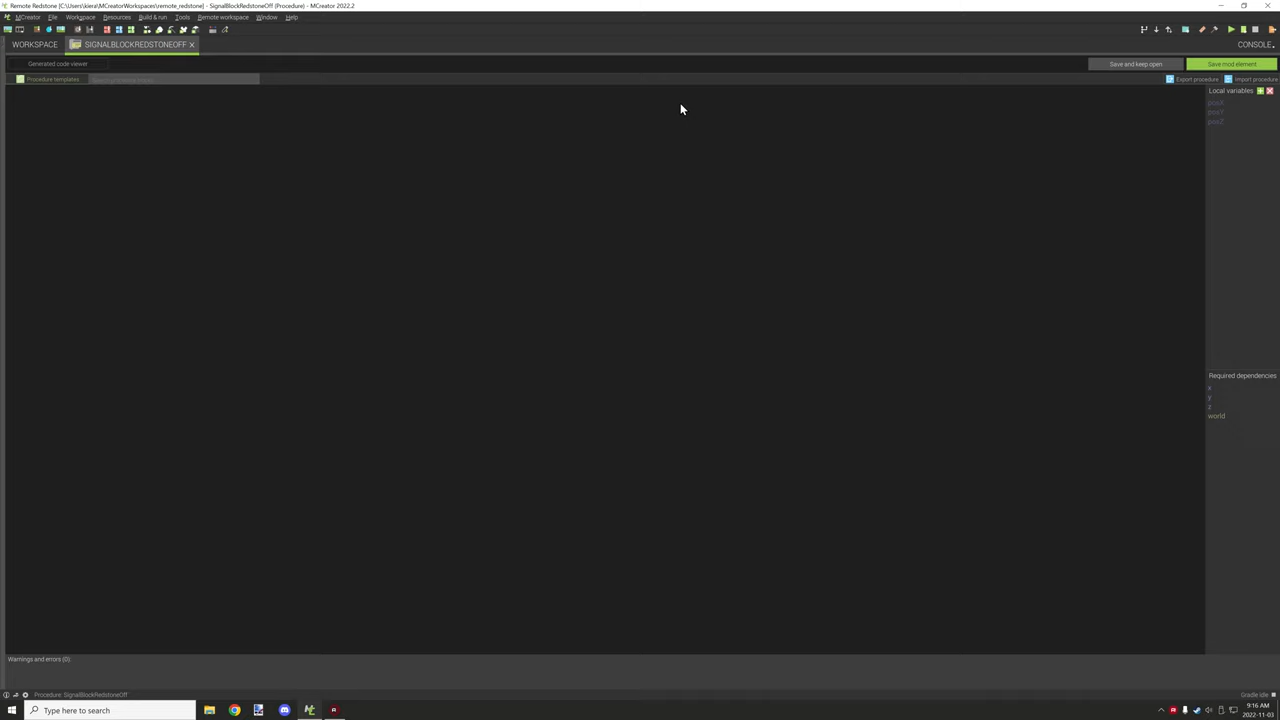 Remote Redstone [C:\Users\kiera\MCreatorWorkspaces\remote_redstone] - SignalBlockRedstoneOff (Procedure) - MCreator 2022.2
MCreator File Workspace Resources Build & run Tools Remote workspace Window Help
WORKSPACE SIGNALBLOCKREDSTONEOFF CONSOLE
Generated code viewer Save and keep open Save mod element
Procedure templates Export procedure Import procedure
Local variables
posX
posY
posZ
Required dependencies
x
y
z
world
Warnings and errors (0):
Procedure: SignalBlockRedstoneOff Gradle idle
Type here to search
9:16 AM
2022-11-03